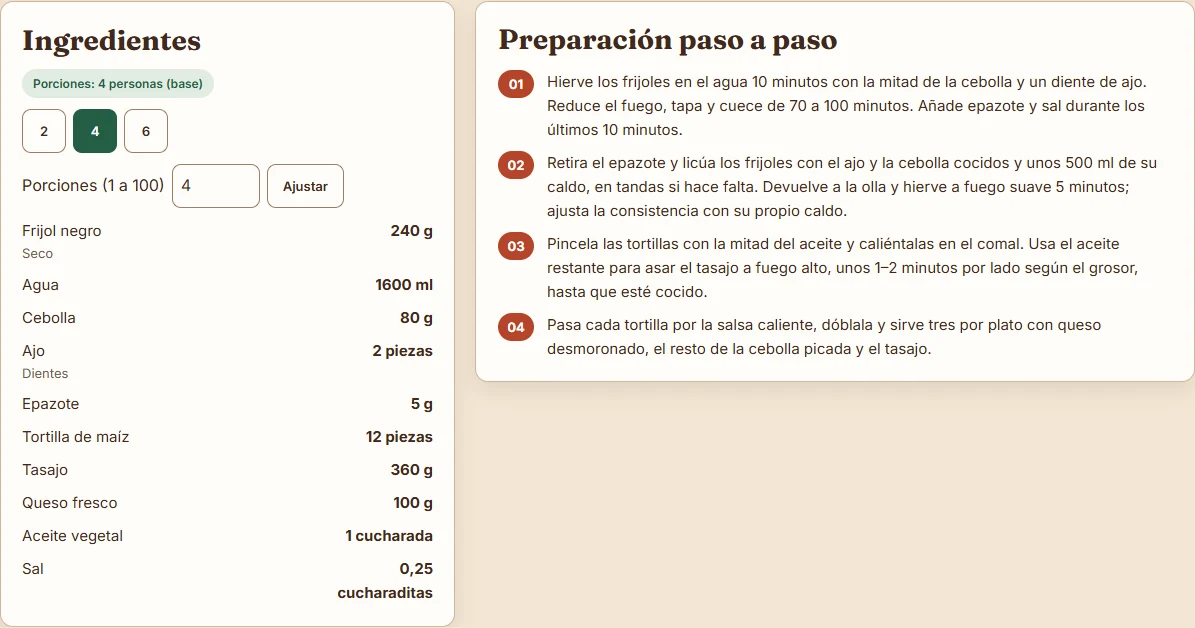 Ingredientes
Porciones: 4 personas (base)
2
4
6
Porciones (1 a 100)
4
Ajustar
Frijol negro
240 g
Seco
Agua
1600 ml
Cebolla
80 g
Ajo
2 piezas
Dientes
Epazote
5 g
Tortilla de maíz
12 piezas
Tasajo
360 g
Queso fresco
100 g
Aceite vegetal
1 cucharada
Sal
0,25
cucharaditas
Preparación paso a paso
01
Hierve los frijoles en el agua 10 minutos con la mitad de la cebolla y un diente de ajo.
Reduce el fuego, tapa y cuece de 70 a 100 minutos. Añade epazote y sal durante los
últimos 10 minutos.
02
Retira el epazote y licúa los frijoles con el ajo y la cebolla cocidos y unos 500 ml de su
caldo, en tandas si hace falta. Devuelve a la olla y hierve a fuego suave 5 minutos;
ajusta la consistencia con su propio caldo.
03
Pincela las tortillas con la mitad del aceite y caliéntalas en el comal. Usa el aceite
restante para asar el tasajo a fuego alto, unos 1–2 minutos por lado según el grosor,
hasta que esté cocido.
04
Pasa cada tortilla por la salsa caliente, dóblala y sirve tres por plato con queso
desmoronado, el resto de la cebolla picada y el tasajo.